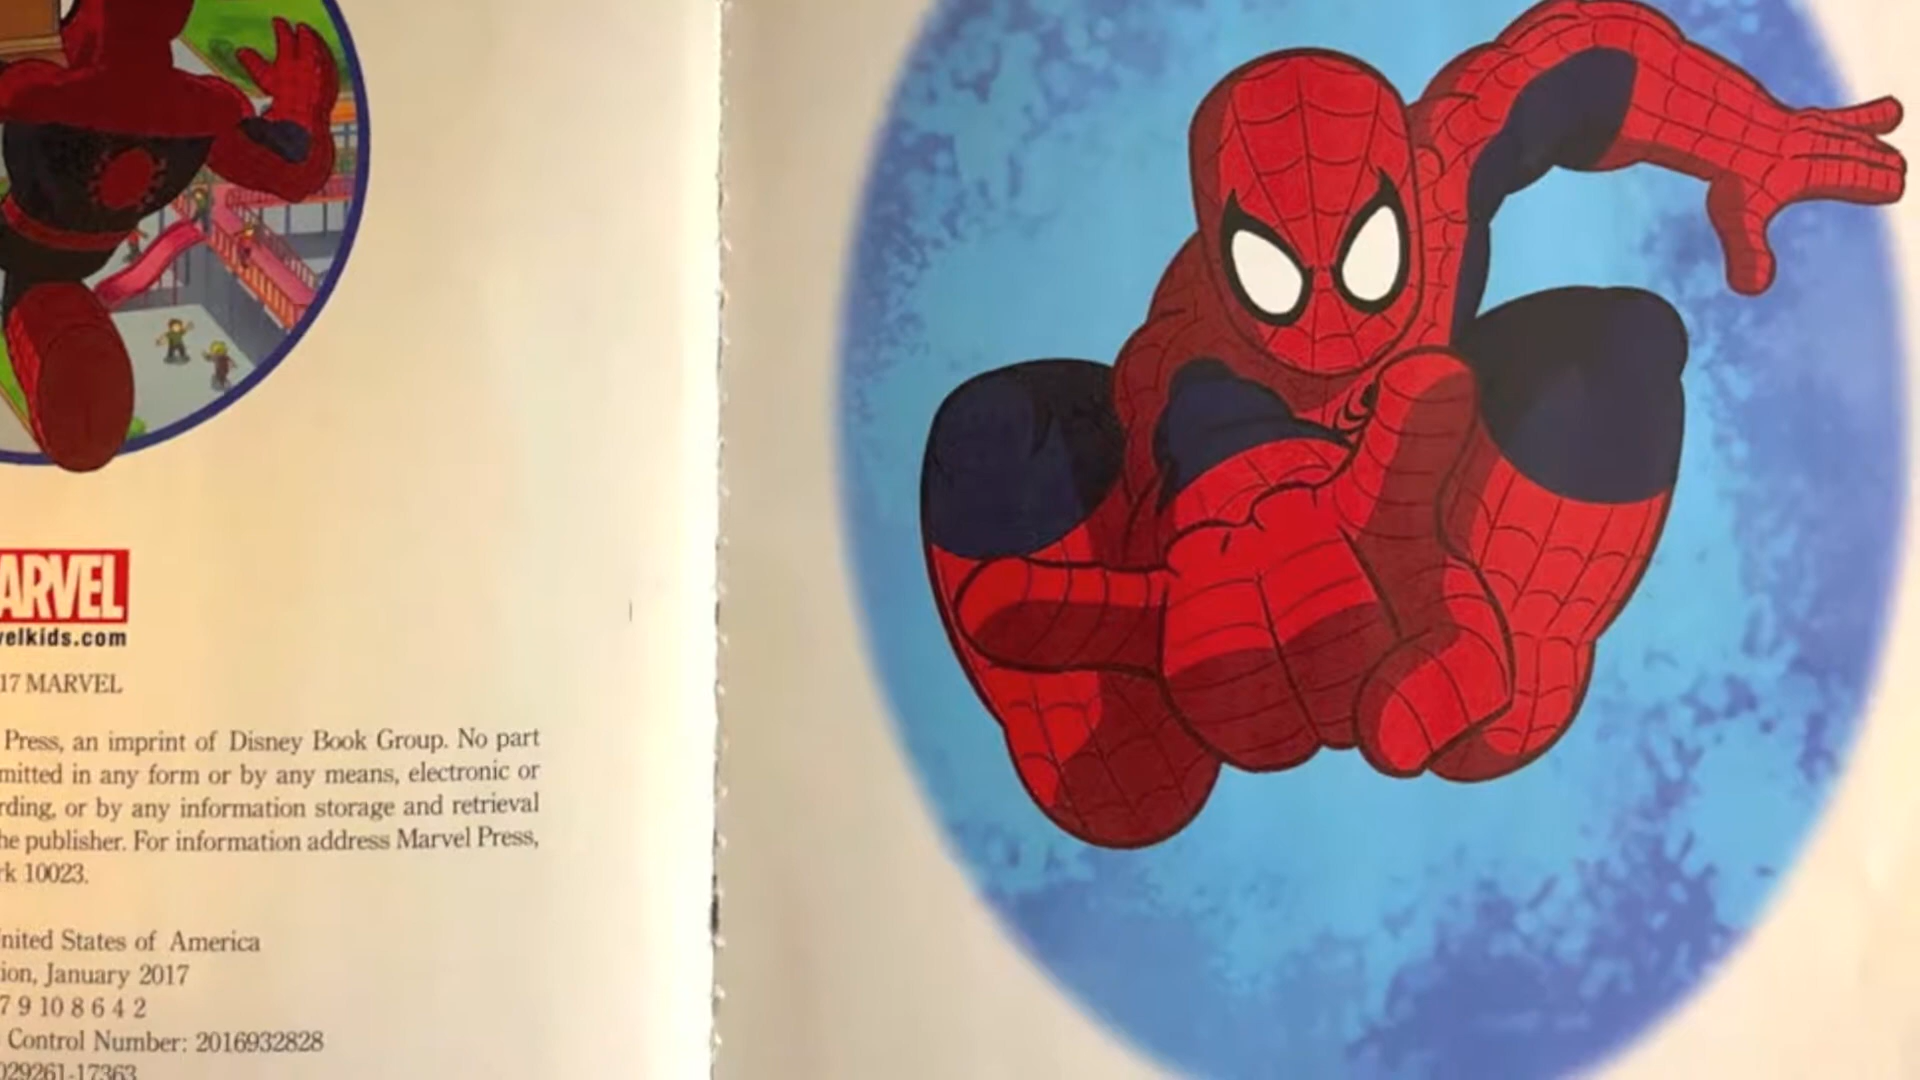 ARVEL
velkids.com
17 MARVEL
Press, an imprint of Disney Book Group. No part
mitted in any form or by any means, electronic or
rding, or by any information storage and retrieval
he publisher. For information address Marvel Press,
rk 10023.
nited States of America
ion, January 2017
7 9 10 8 6 4 2
Control Number: 2016932828
029261-17363